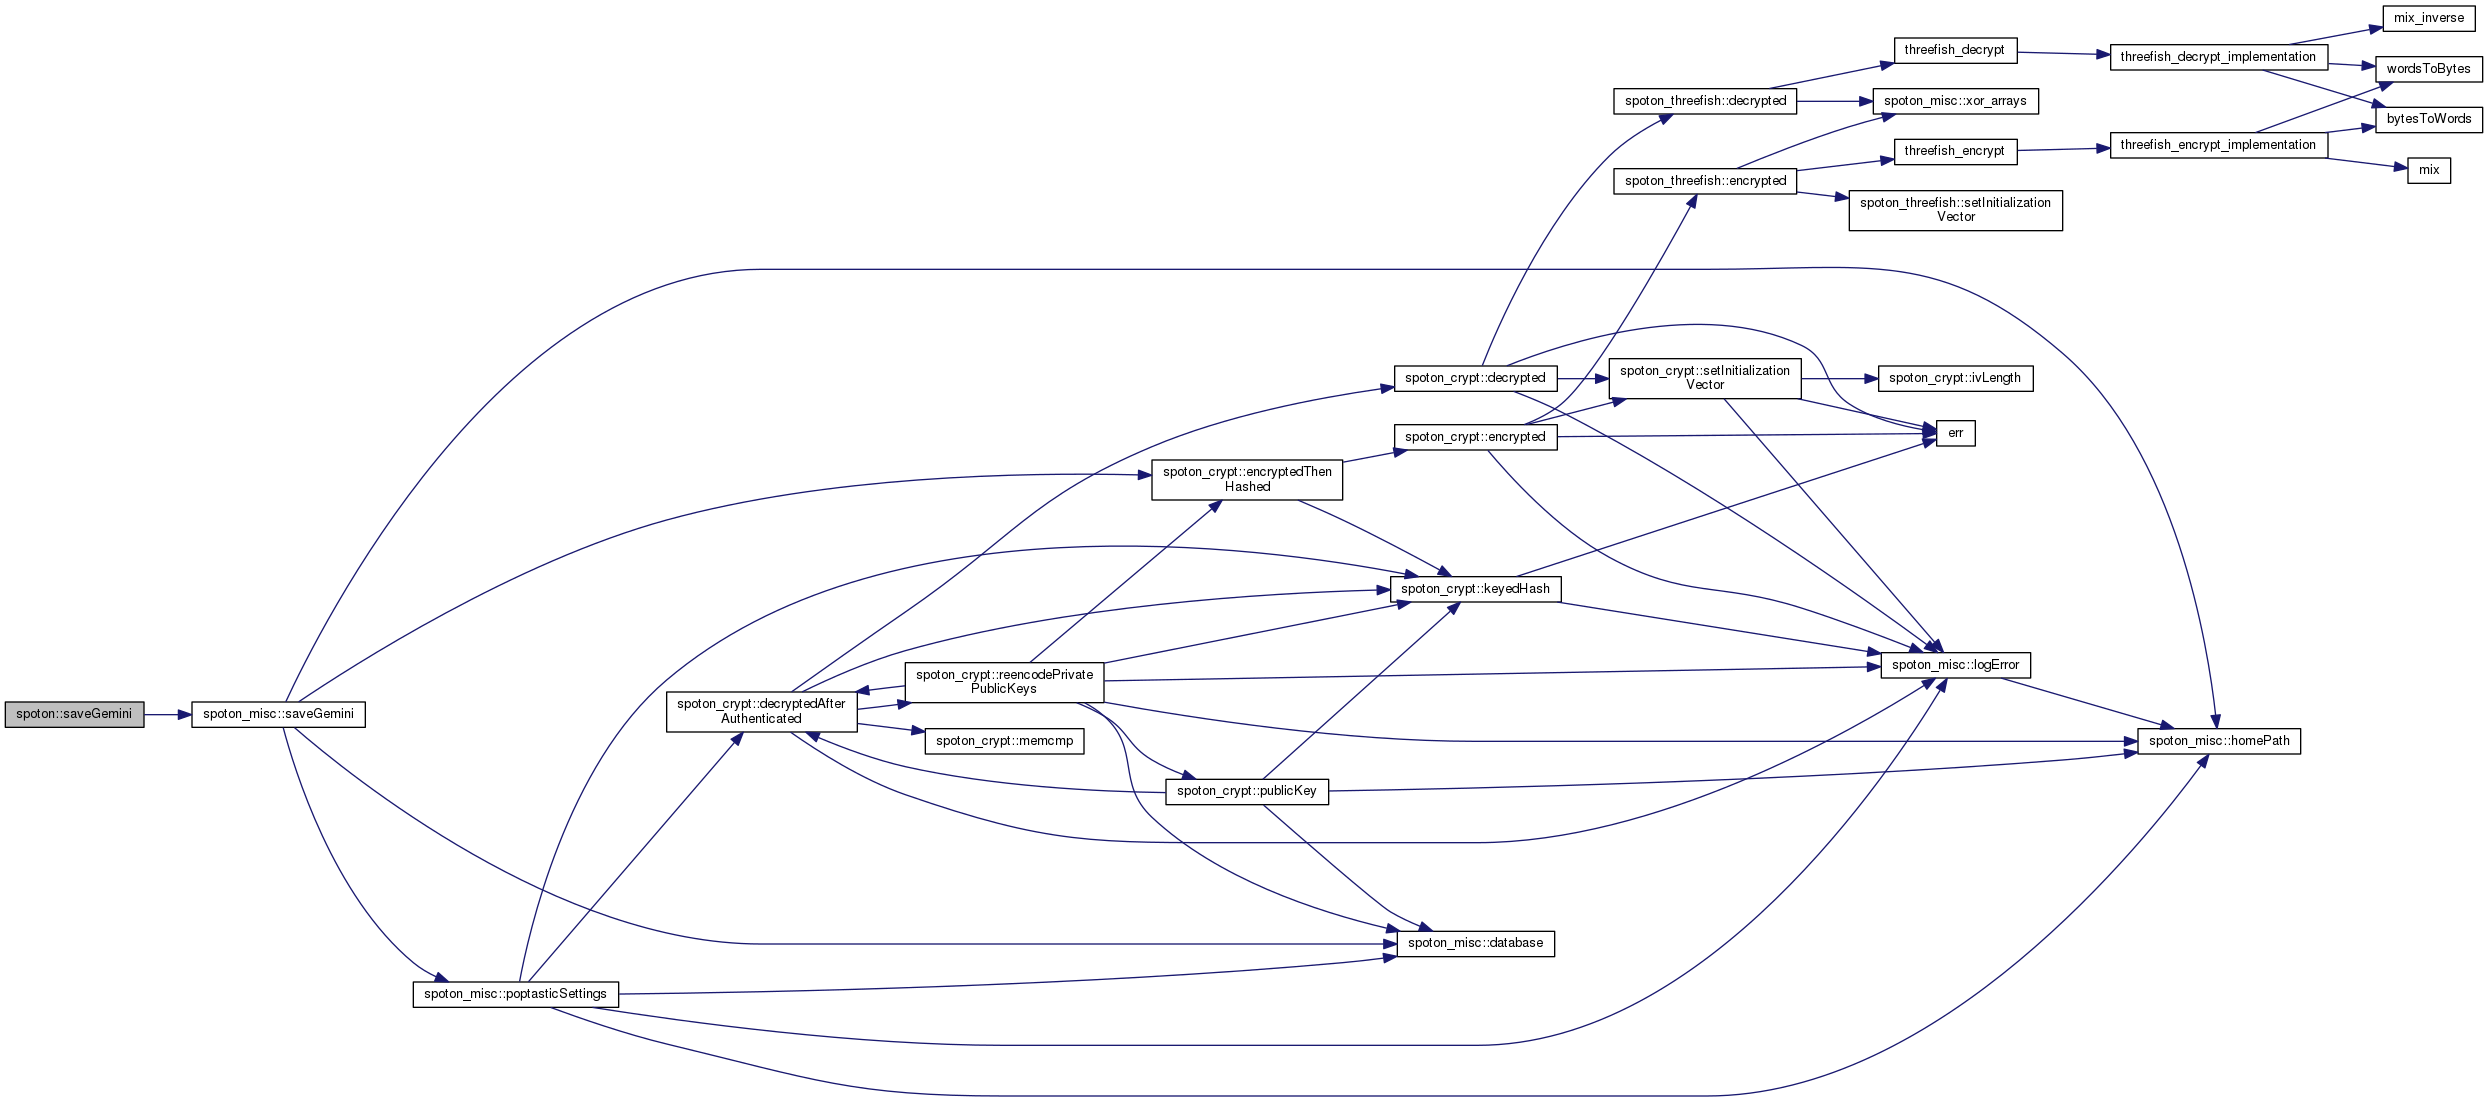 mix_inverse
threefish_decrypt
threefish_decrypt_implementation
wordsToBytes
spoton_threefish::decrypted
spoton_misc::xor_arrays
bytesToWords
threefish_encrypt
threefish_encrypt_implementation
spoton_threefish::encrypted
mix
spoton_threefish::setInitialization
Vector
spoton_crypt::decrypted
spoton_crypt::setInitialization
Vector
spoton_crypt::ivLength
spoton_crypt::encrypted
err
spoton_crypt::encryptedThen
Hashed
spoton_crypt::keyedHash
spoton_crypt::reencodePrivate
PublicKeys
spoton_misc::logError
spoton::saveGemini
spoton_misc::saveGemini
spoton_crypt::decryptedAfter
Authenticated
spoton_crypt::memcmp
spoton_misc::homePath
spoton_crypt::publicKey
spoton_misc::database
spoton_misc::poptasticSettings